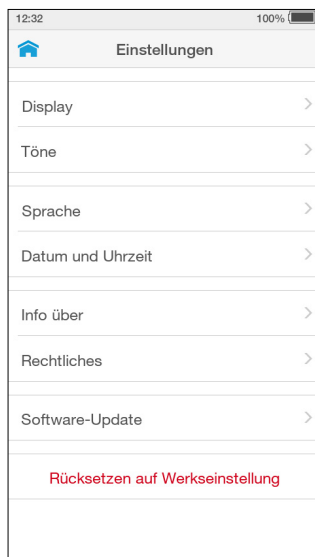 12:32 100%
Einstellungen
Display
Töne
Sprache
Datum und Uhrzeit
Info über
Rechtliches
Software-Update
Rücksetzen auf Werkseinstellung